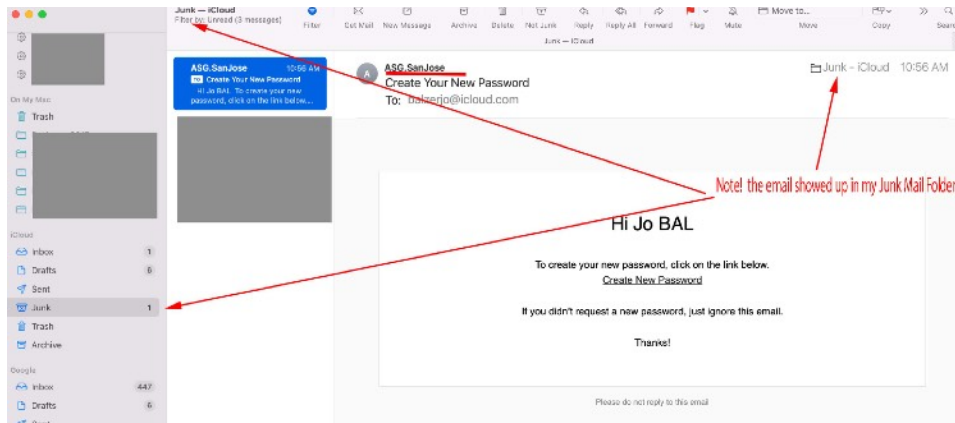 Junk — iCloud
Filter by: Unread (3 messages)
Filter
Get Mail New Message Archive Delete Not Junk Reply Reply All Forward Flag Mute Move to... Move Copy
Junk — iCloud
On My Mac
Trash
iCloud
Inbox 1
Drafts 6
Sent
Junk 1
Trash
Archive
Google
Inbox 447
Drafts 6
ASG.SanJose 10:56 AM
TO Create Your New Password
Hi Jo BAL To create your new
password, click on the link below....
A
ASG.SanJose
Create Your New Password
To: balzerjo@icloud.com
Junk - iCloud 10:56 AM
Note! the email showed up in my Junk Mail Folder
Hi Jo BAL
To create your new password, click on the link below.
Create New Password
If you didn't request a new password, just ignore this email.
Thanks!
Please do not reply to this email